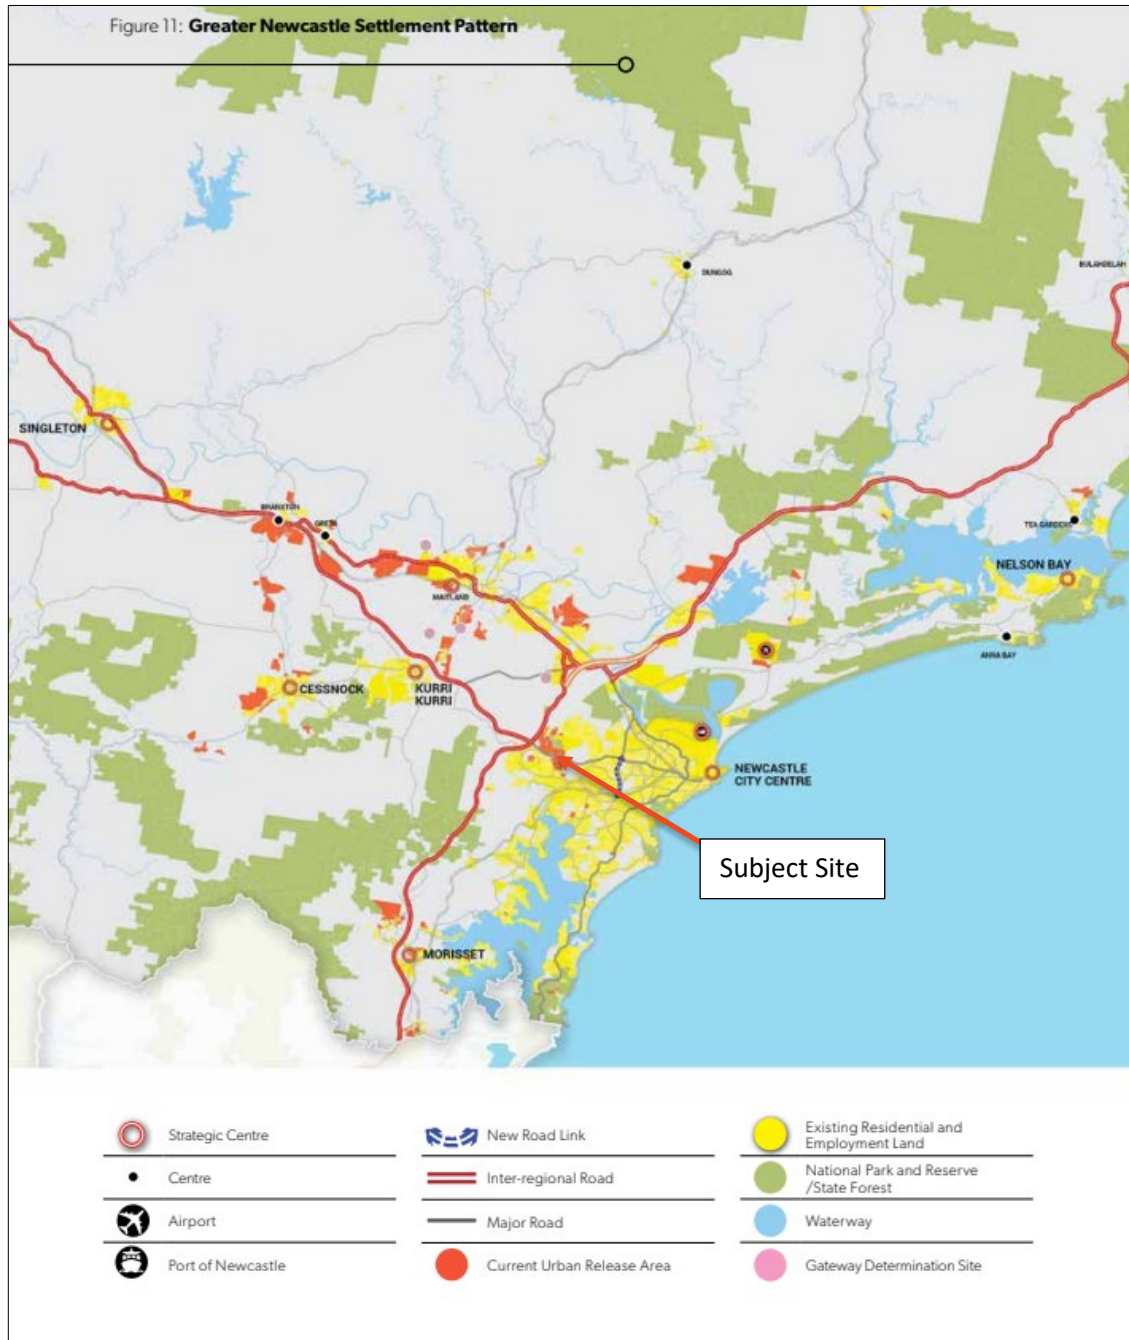 Figure 11: Greater Newcastle Settlement Pattern
DUNGOG
BULAHDELAH
SINGLETON
BRANXTON
GRETA
TEA GARDENS
NELSON BAY
MAITLAND
ANNA BAY
CESSNOCK
KURRI
KURRI
NEWCASTLE
CITY CENTRE
Subject Site
MORISSET
Strategic Centre
New Road Link
Existing Residential and
Employment Land
Centre
Inter-regional Road
National Park and Reserve
/State Forest
Airport
Major Road
Waterway
Port of Newcastle
Current Urban Release Area
Gateway Determination Site